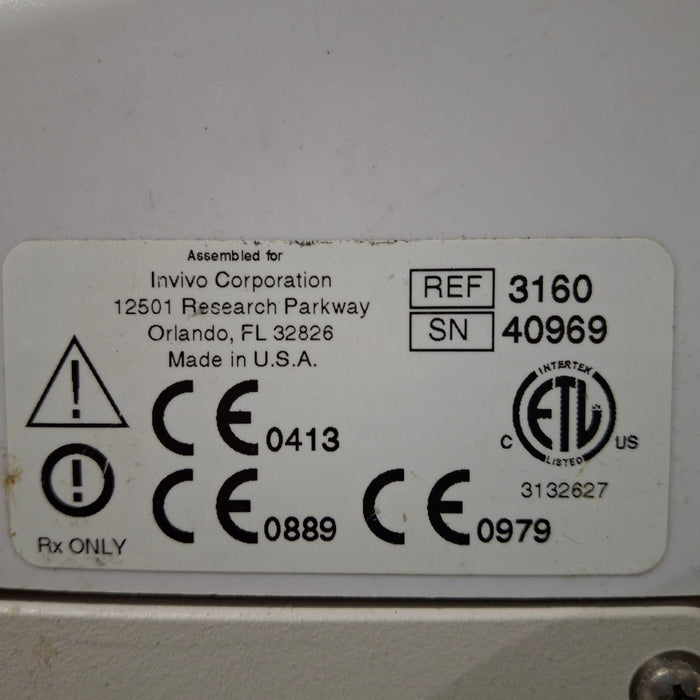 Assembled for
Invivo Corporation
12501 Research Parkway
Orlando, FL 32826
Made in U.S.A.
REF 3160
SN 40969
CE 0413
CE 0889
CE 0979
Rx ONLY
INTERTEK
ETL
C US
LISTED
3132627